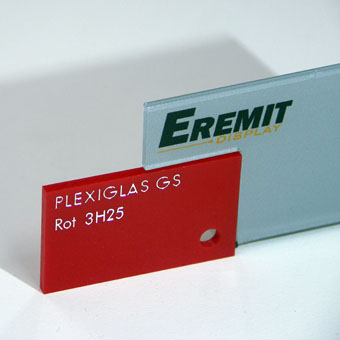 EREMIT
DISPLAY
PLEXIGLAS GS
Rot 3H25